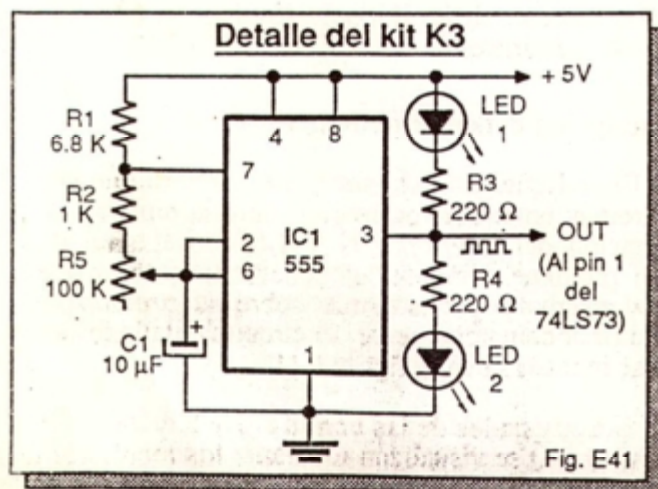 Detalle del kit K3
+ 5V
R1
6.8 K
4
8
LED
1
7
R3
220 Ω
R2
1 K
2
3
OUT
IC1
555
6
R5
100 K
R4
220 Ω
(Al pin 1
del
74LS73)
+
C1
10 µF
1
LED
2
Fig. E41